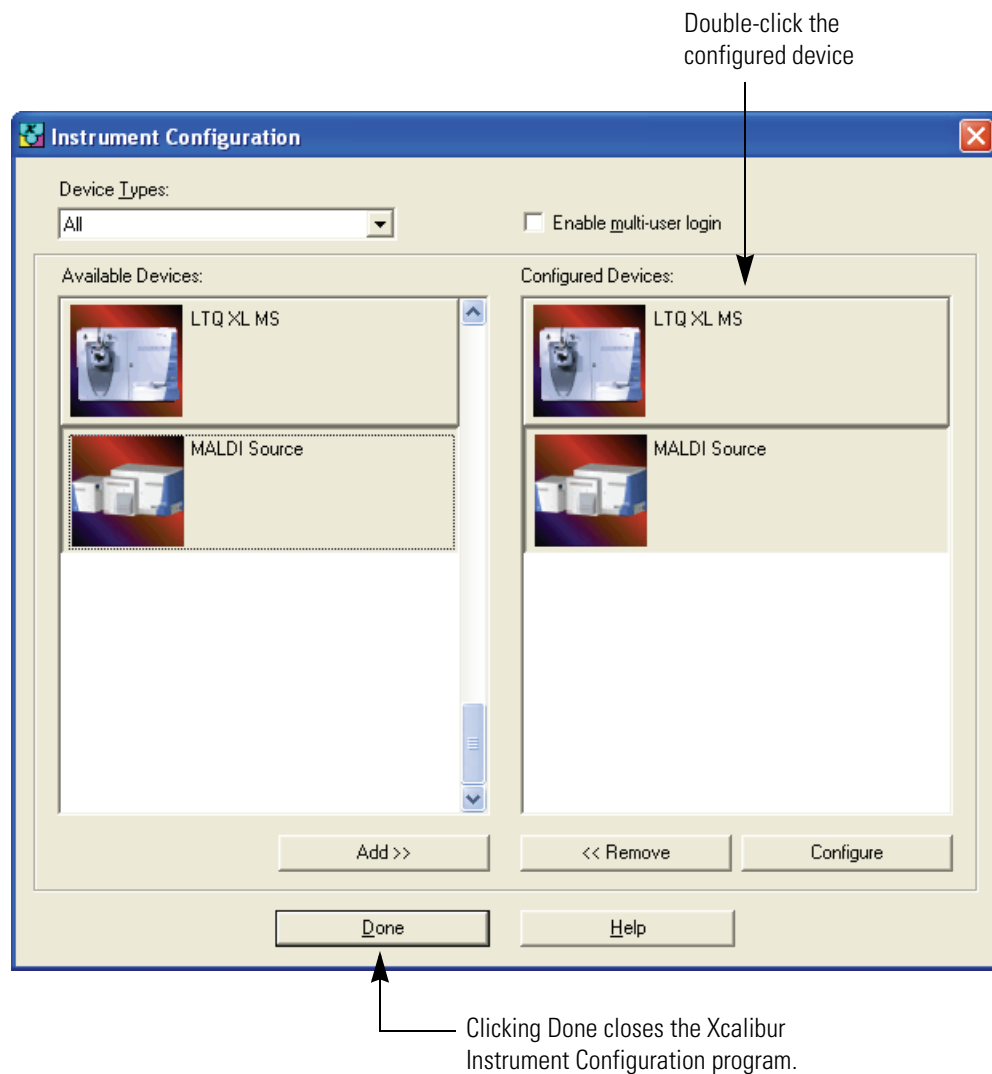 Double-click the
configured device
Instrument Configuration
Device Types:
All
Enable multi-user login
Available Devices:
Configured Devices:
LTQ XL MS
LTQ XL MS
MALDI Source
MALDI Source
Add >>
<< Remove
Configure
Done
Help
Clicking Done closes the Xcalibur
Instrument Configuration program.